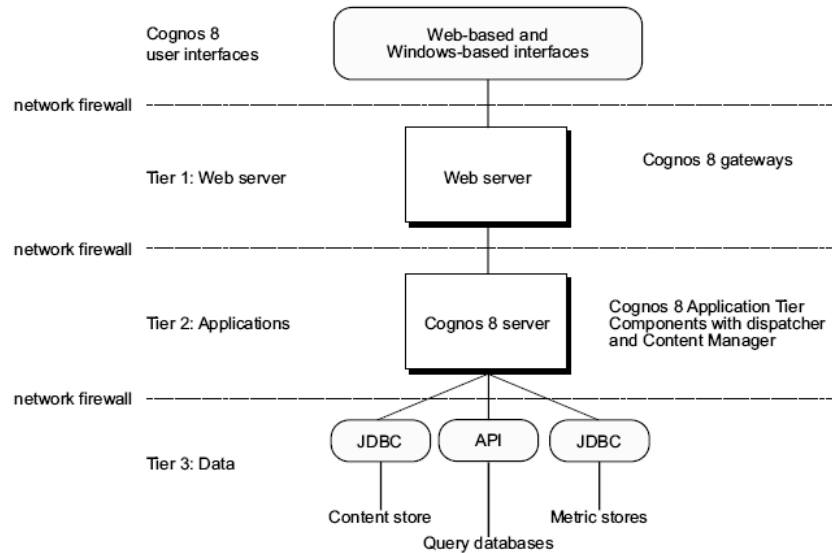 Cognos 8
user interfaces
Web-based and
Windows-based interfaces
network firewall
Tier 1: Web server
Web server
Cognos 8 gateways
network firewall
Tier 2: Applications
Cognos 8 server
Cognos 8 Application Tier
Components with dispatcher
and Content Manager
network firewall
JDBC
API
JDBC
Tier 3: Data
Content store
Metric stores
Query databases